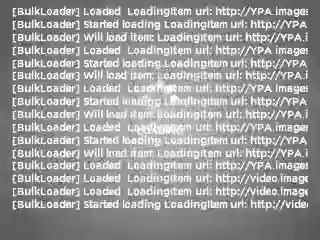 [BulkLoader] Loaded LoadingItem url: http://YPA.images
[BulkLoader] Started loading LoadingItem url: http://YPA
[BulkLoader] Will load item: LoadingItem url: http://YPA.i
[BulkLoader] Loaded LoadingItem url: http://YPA.images
[BulkLoader] Started loading LoadingItem url: http://YPA
[BulkLoader] Will load item: LoadingItem url: http://YPA.i
[BulkLoader] Loaded LoadingItem url: http://YPA.image
[BulkLoader] Started loading LoadingItem url: http://YPA
[BulkLoader] Will load item: LoadingItem url: http://YPA.i
[BulkLoader] Loaded LoadingItem url: http://YPA.image
[BulkLoader] Started loading LoadingItem url: http://YPA
[BulkLoader] Will load item: LoadingItem url: http://YPA.i
[BulkLoader] Loaded LoadingItem url: http://YPA.image
[BulkLoader] Loaded LoadingItem url: http://video.image
[BulkLoader] Loaded LoadingItem url: http://video.image
[BulkLoader] Started loading LoadingItem url: http://vide